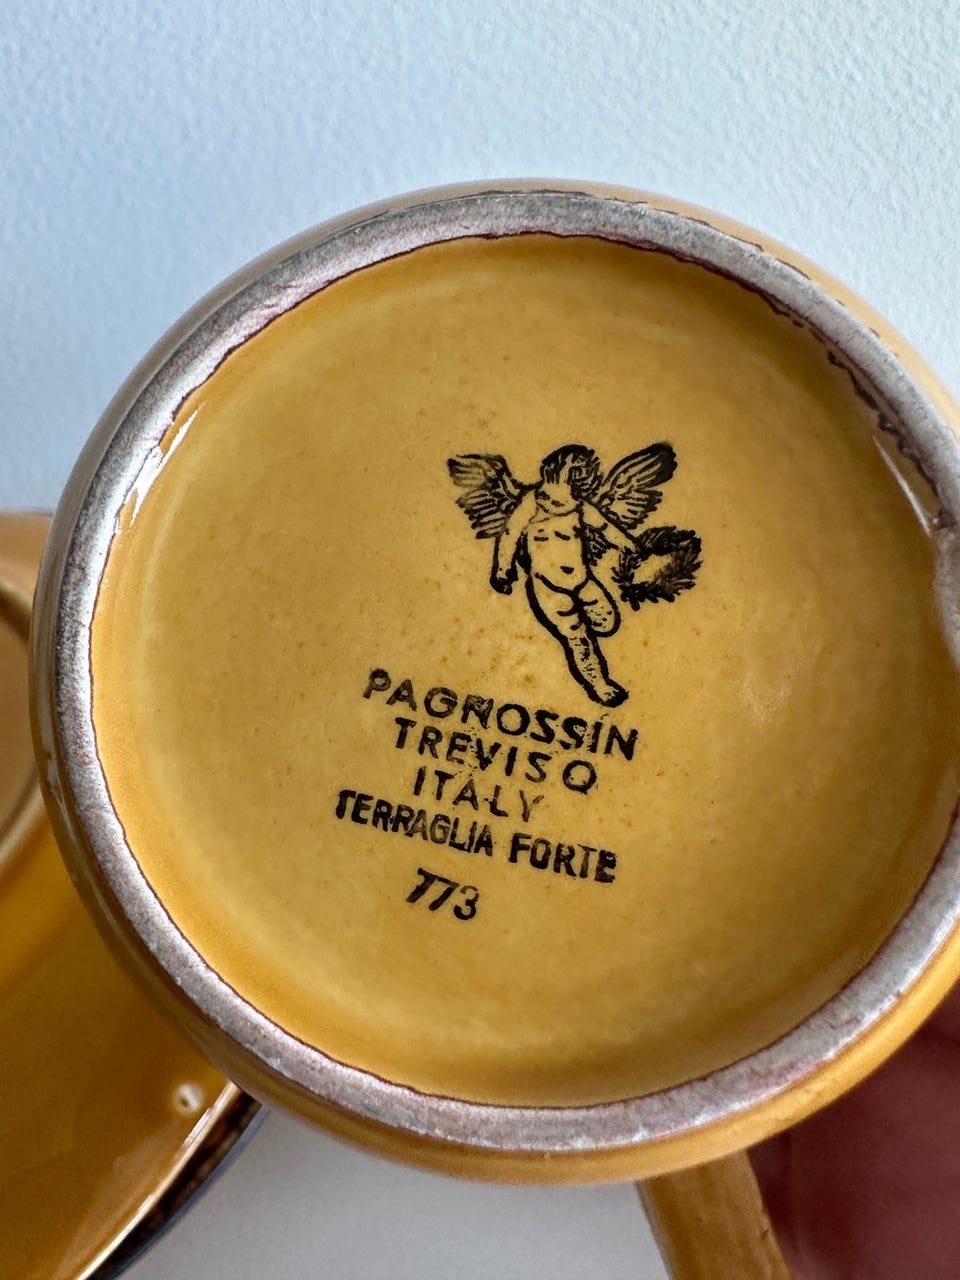 PAGNOSSIN
TREVISO
ITALY
TERRAGLIA FORTE
773